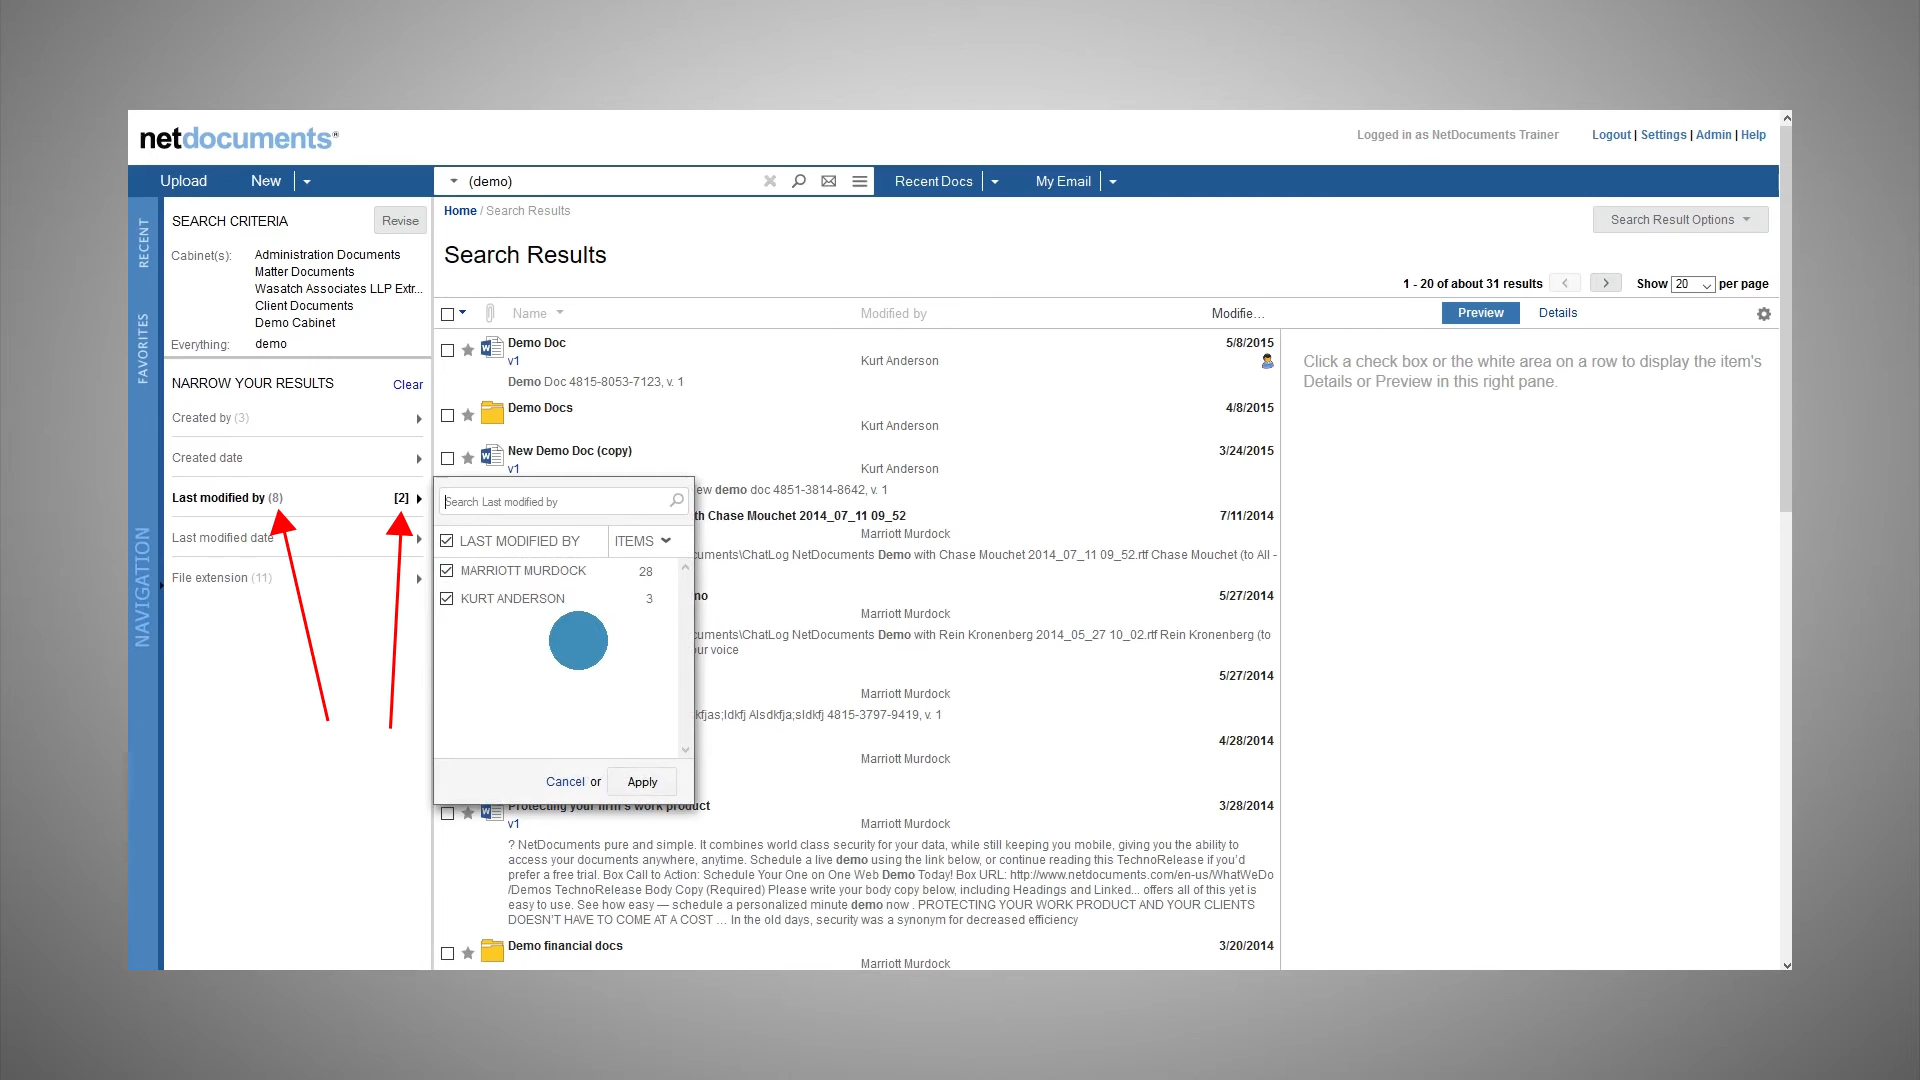 netdocuments®
Logged in as NetDocuments Trainer
Logout | Settings | Admin | Help
Upload
New
(demo)
Recent Docs
My Email
RECENT
FAVORITES
NAVIGATION
SEARCH CRITERIA
Revise
Cabinet(s):
Administration Documents
Matter Documents
Wasatch Associates LLP Extr...
Client Documents
Demo Cabinet
Everything:
demo
NARROW YOUR RESULTS
Clear
Created by (3)
Created date
Last modified by (8)
[2]
Last modified date
File extension (11)
Home / Search Results
Search Result Options
Search Results
1 - 20 of about 31 results
Show 20 per page
Name
Modified by
Modifie...
Preview
Details
Click a check box or the white area on a row to display the item's
Details or Preview in this right pane.
Demo Doc
5/8/2015
v1
Kurt Anderson
Demo Doc 4815-8053-7123, v. 1
Demo Docs
4/8/2015
Kurt Anderson
New Demo Doc (copy)
3/24/2015
v1
Kurt Anderson
ew demo doc 4851-3814-8642, v. 1
th Chase Mouchet 2014_07_11 09_52
7/11/2014
Marriott Murdock
cuments\ChatLog NetDocuments Demo with Chase Mouchet 2014_07_11 09_52.rtf Chase Mouchet (to All -
mo
5/27/2014
Marriott Murdock
cuments\ChatLog NetDocuments Demo with Rein Kronenberg 2014_05_27 10_02.rtf Rein Kronenberg (to
our voice
5/27/2014
Marriott Murdock
kfjas;ldkfj Alsdkfja;sldkfj 4815-3797-9419, v. 1
4/28/2014
Marriott Murdock
Search Last modified by
LAST MODIFIED BY
ITEMS
MARRIOTT MURDOCK
28
KURT ANDERSON
3
Cancel or
Apply
Protecting your firm's work product
3/28/2014
v1
Marriott Murdock
? NetDocuments pure and simple. It combines world class security for your data, while still keeping you mobile, giving you the ability to
access your documents anywhere, anytime. Schedule a live demo using the link below, or continue reading this TechnoRelease if you'd
prefer a free trial. Box Call to Action: Schedule Your One on One Web Demo Today! Box URL: http://www.netdocuments.com/en-us/WhatWeDo
/Demos TechnoRelease Body Copy (Required) Please write your body copy below, including Headings and Linked... offers all of this yet is
easy to use. See how easy — schedule a personalized minute demo now . PROTECTING YOUR WORK PRODUCT AND YOUR CLIENTS
DOESN'T HAVE TO COME AT A COST ... In the old days, security was a synonym for decreased efficiency
Demo financial docs
3/20/2014
Marriott Murdock